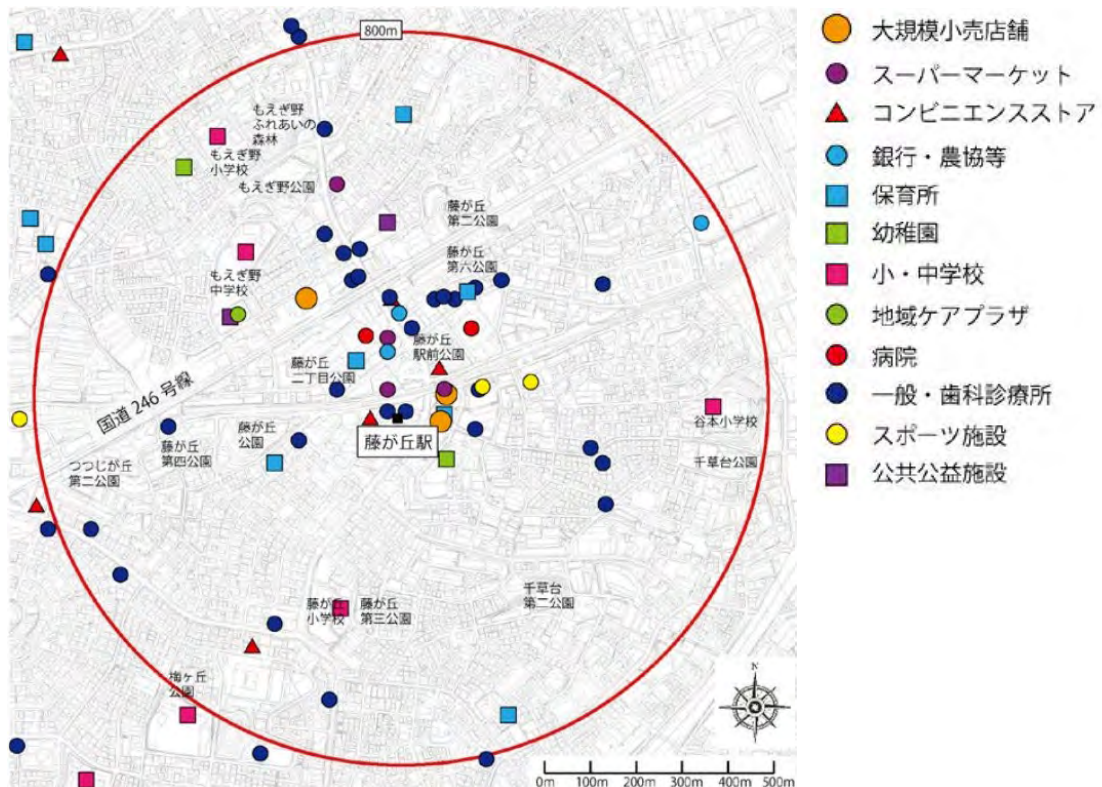 800m
もえぎ野
ふれあいの
森林
もえぎ野
小学校
もえぎ野公園
藤が丘
第二公園
藤が丘
第六公園
もえぎ野
中学校
藤が丘
駅前公園
藤が丘
二丁目公園
国道246号線
藤が丘
公園
藤が丘
第四公園
藤が丘駅
谷本小学校
千草台公園
つつじが丘
第二公園
千草台
第二公園
藤が丘
小学校
藤が丘
第三公園
梅ヶ丘
公園
N
0m 100m 200m 300m 400m 500m
大規模小売店舗
スーパーマーケット
コンビニエンスストア
銀行・農協等
保育所
幼稚園
小・中学校
地域ケアプラザ
病院
一般・歯科診療所
スポーツ施設
公共公益施設